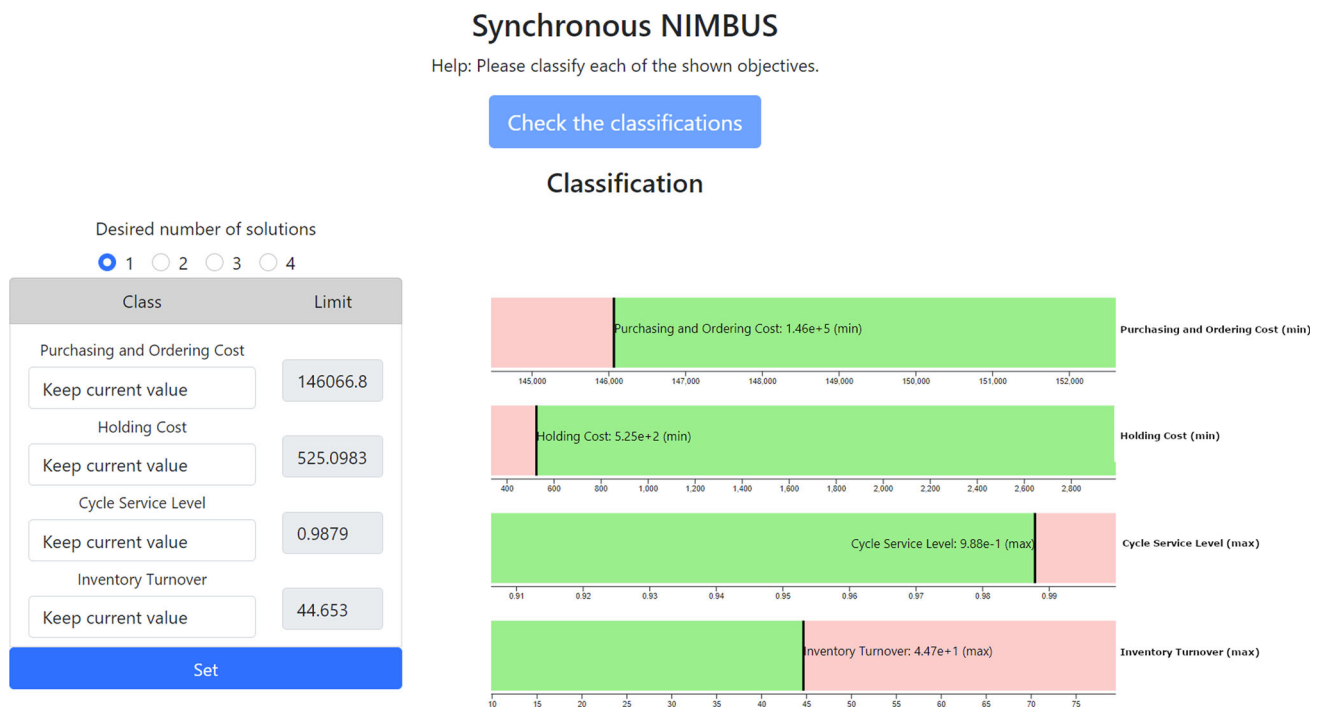 Synchronous NIMBUS
Help: Please classify each of the shown objectives.
Check the classifications
Classification
Desired number of solutions
1 2 3 4
Class Limit
Purchasing and Ordering Cost
Keep current value 146066.8
Holding Cost
Keep current value 525.0983
Cycle Service Level
Keep current value 0.9879
Inventory Turnover
Keep current value 44.653
Set
Purchasing and Ordering Cost: 1.46e+5 (min) Purchasing and Ordering Cost (min)
145,000 146,000 147,000 148,000 149,000 150,000 151,000 152,000
Holding Cost: 5.25e+2 (min) Holding Cost (min)
400 600 800 1,000 1,200 1,400 1,600 1,800 2,000 2,200 2,400 2,600 2,800
Cycle Service Level: 9.88e-1 (max) Cycle Service Level (max)
0.91 0.92 0.93 0.94 0.95 0.96 0.97 0.98 0.99
Inventory Turnover: 4.47e+1 (max) Inventory Turnover (max)
10 15 20 25 30 35 40 45 50 55 60 65 70 75